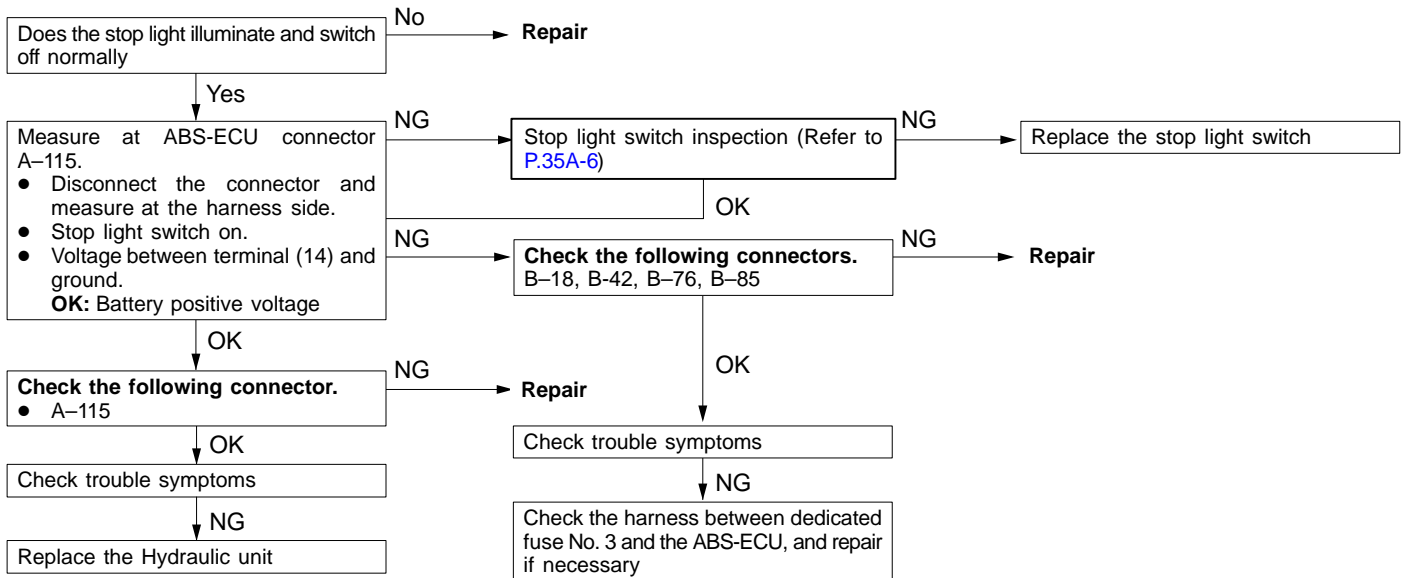 Does the stop light illuminate and switch
off normally
No
Repair
Yes
Measure at ABS-ECU connector
A–115.
● Disconnect the connector and
measure at the harness side.
● Stop light switch on.
● Voltage between terminal (14) and
ground.
OK: Battery positive voltage
NG
Stop light switch inspection (Refer to
P.35A-6)
NG
Replace the stop light switch
OK
NG
Check the following connectors.
B–18, B-42, B–76, B–85
NG
Repair
OK
OK
Check the following connector.
● A–115
NG
Repair
OK
Check trouble symptoms
NG
Replace the Hydraulic unit
Check trouble symptoms
NG
Check the harness between dedicated
fuse No. 3 and the ABS-ECU, and repair
if necessary